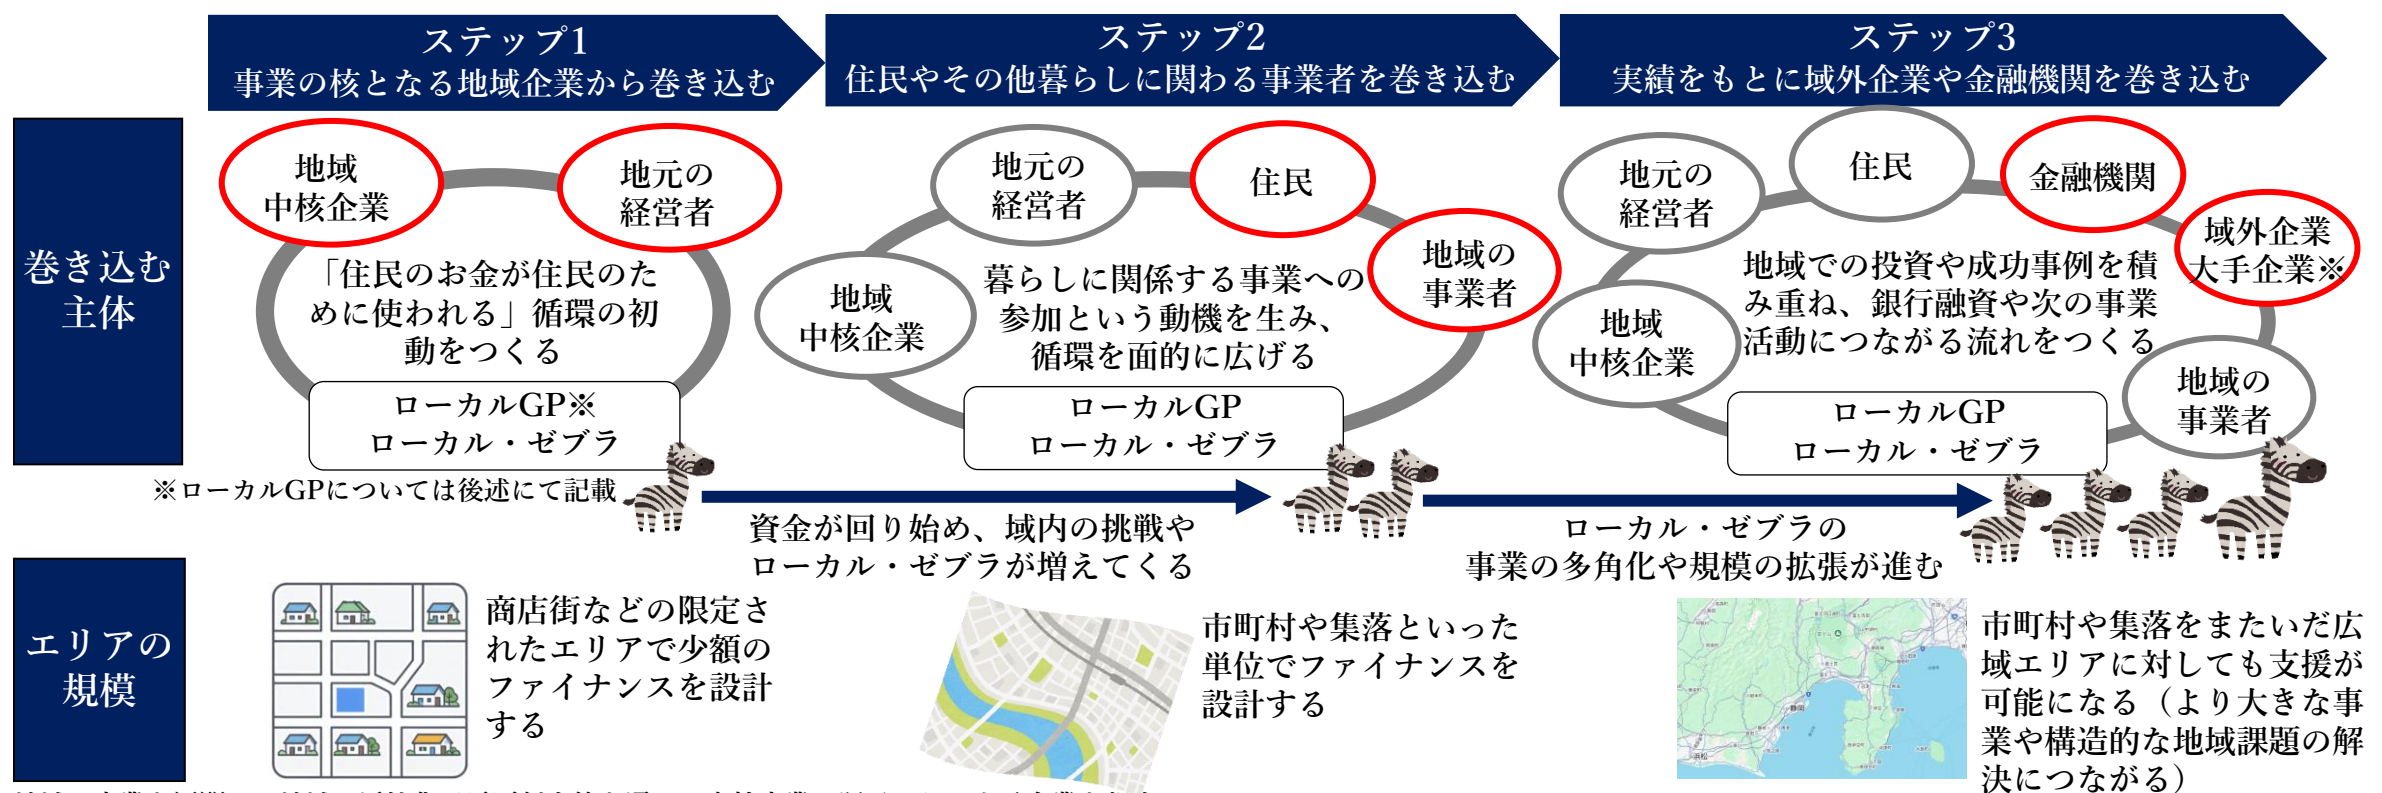 ステップ1
事業の核となる地域企業から巻き込む
ステップ2
住民やその他暮らしに関わる事業者を巻き込む
ステップ3
実績をもとに域外企業や金融機関を巻き込む
巻き込む
主体
地域
中核企業
地元の
経営者
「住民のお金が住民のた
めに使われる」循環の初
動をつくる
ローカルGP※
ローカル・ゼブラ
※ローカルGPについては後述にて記載
地元の
経営者
住民
地域の
事業者
地域
中核企業
暮らしに関係する事業への
参加という動機を生み、
循環を面的に広げる
ローカルGP
ローカル・ゼブラ
地元の
経営者
住民
金融機関
域外企業
大手企業※
地域
中核企業
地域での投資や成功事例を積
み重ね、銀行融資や次の事業
活動につながる流れをつくる
地域の
事業者
ローカルGP
ローカル・ゼブラ
資金が回り始め、域内の挑戦や
ローカル・ゼブラが増えてくる
ローカル・ゼブラの
事業の多角化や規模の拡張が進む
エリアの
規模
商店街などの限定さ
れたエリアで少額の
ファイナンスを設計
する
市町村や集落といった
単位でファイナンスを
設計する
静岡
浜松
市町村や集落をまたいだ広
域エリアに対しても支援が
可能になる（より大きな事
業や構造的な地域課題の解
決につながる）